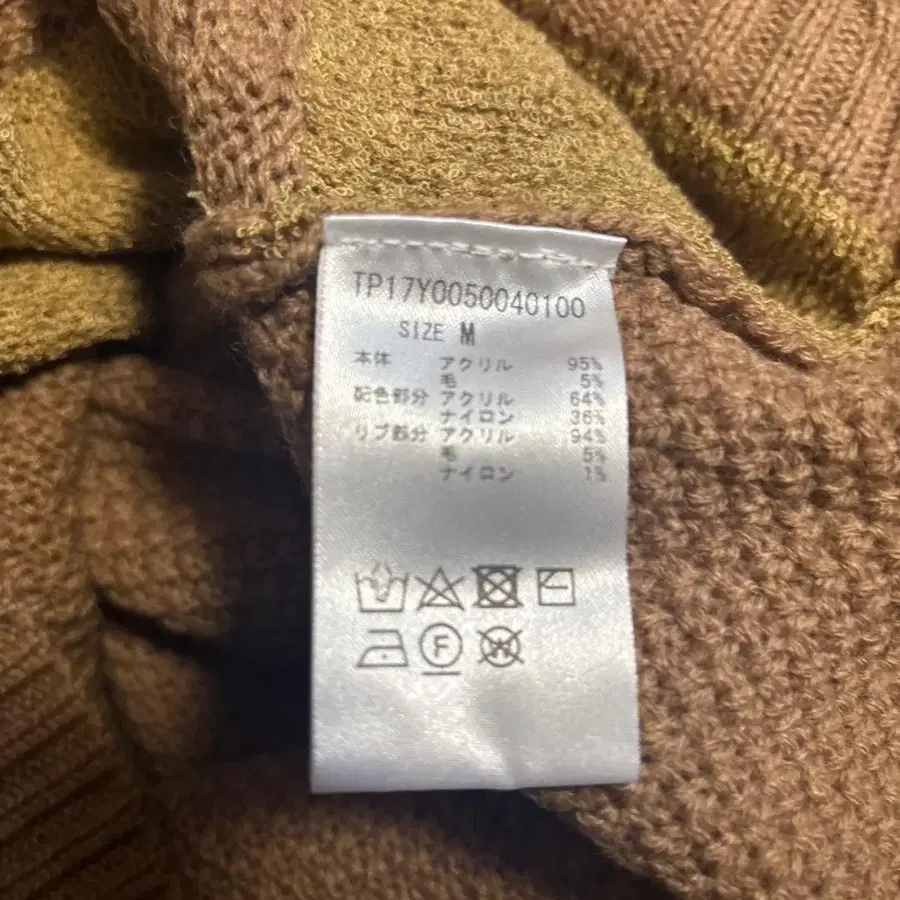 TP17Y0050040100
SIZE M
本体 アクリル 95%
毛 5%
配色部分 アクリル 64%
ナイロン 36%
リブ部分 アクリル 94%
毛 5%
ナイロン 1%
F W